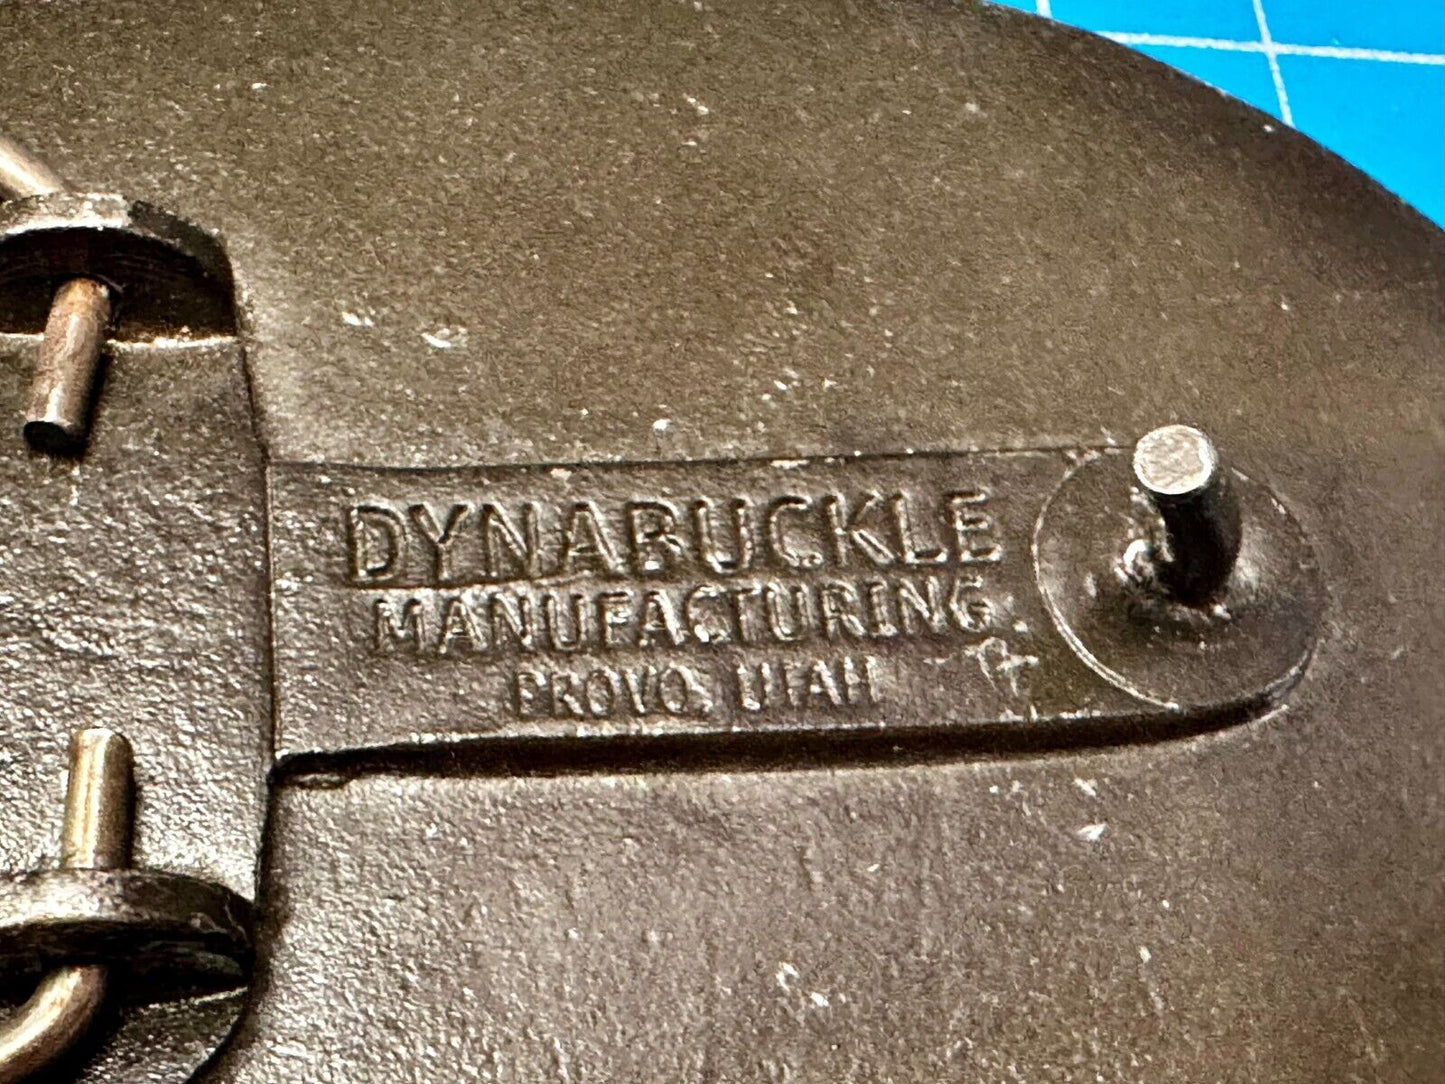 DYNABUCKLE
MANUFACTURING
PROVO, UTAH